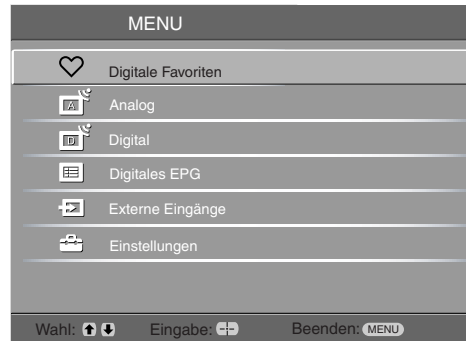 MENU
Digitale Favoriten
A Analog
D Digital
Digitales EPG
Externe Eingänge
Einstellungen
Wahl: Eingabe: Beenden: MENU